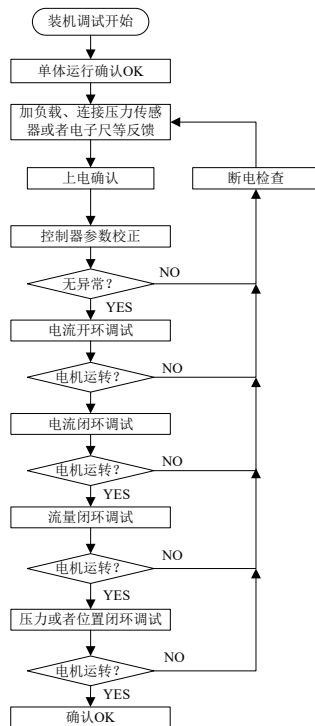 装机调试开始
单体运行确认OK
加负载、连接压力传感
器或者电子尺等反馈
上电确认
断电检查
控制器参数校正
无异常？
NO
YES
电流开环调试
电机运转？
NO
电流闭环调试
电机运转？
NO
YES
流量闭环调试
电机运转？
NO
YES
压力或者位置闭环调试
电机运转？
NO
YES
确认OK